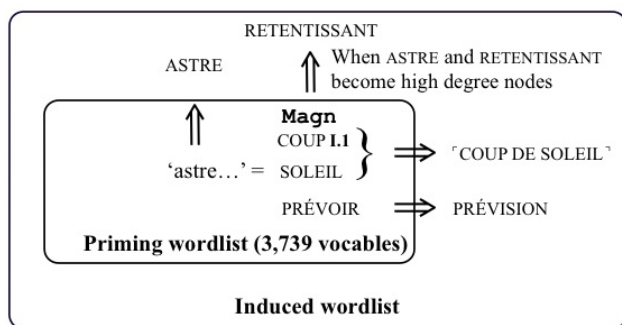 RETENTISSANT
ASTRE
When ASTRE and RETENTISSANT
become high degree nodes
Magn
COUP I.1
'astre…' = SOLEIL
⌜COUP DE SOLEIL⌝
PRÉVOIR
PRÉVISION
Priming wordlist (3,739 vocables)
Induced wordlist